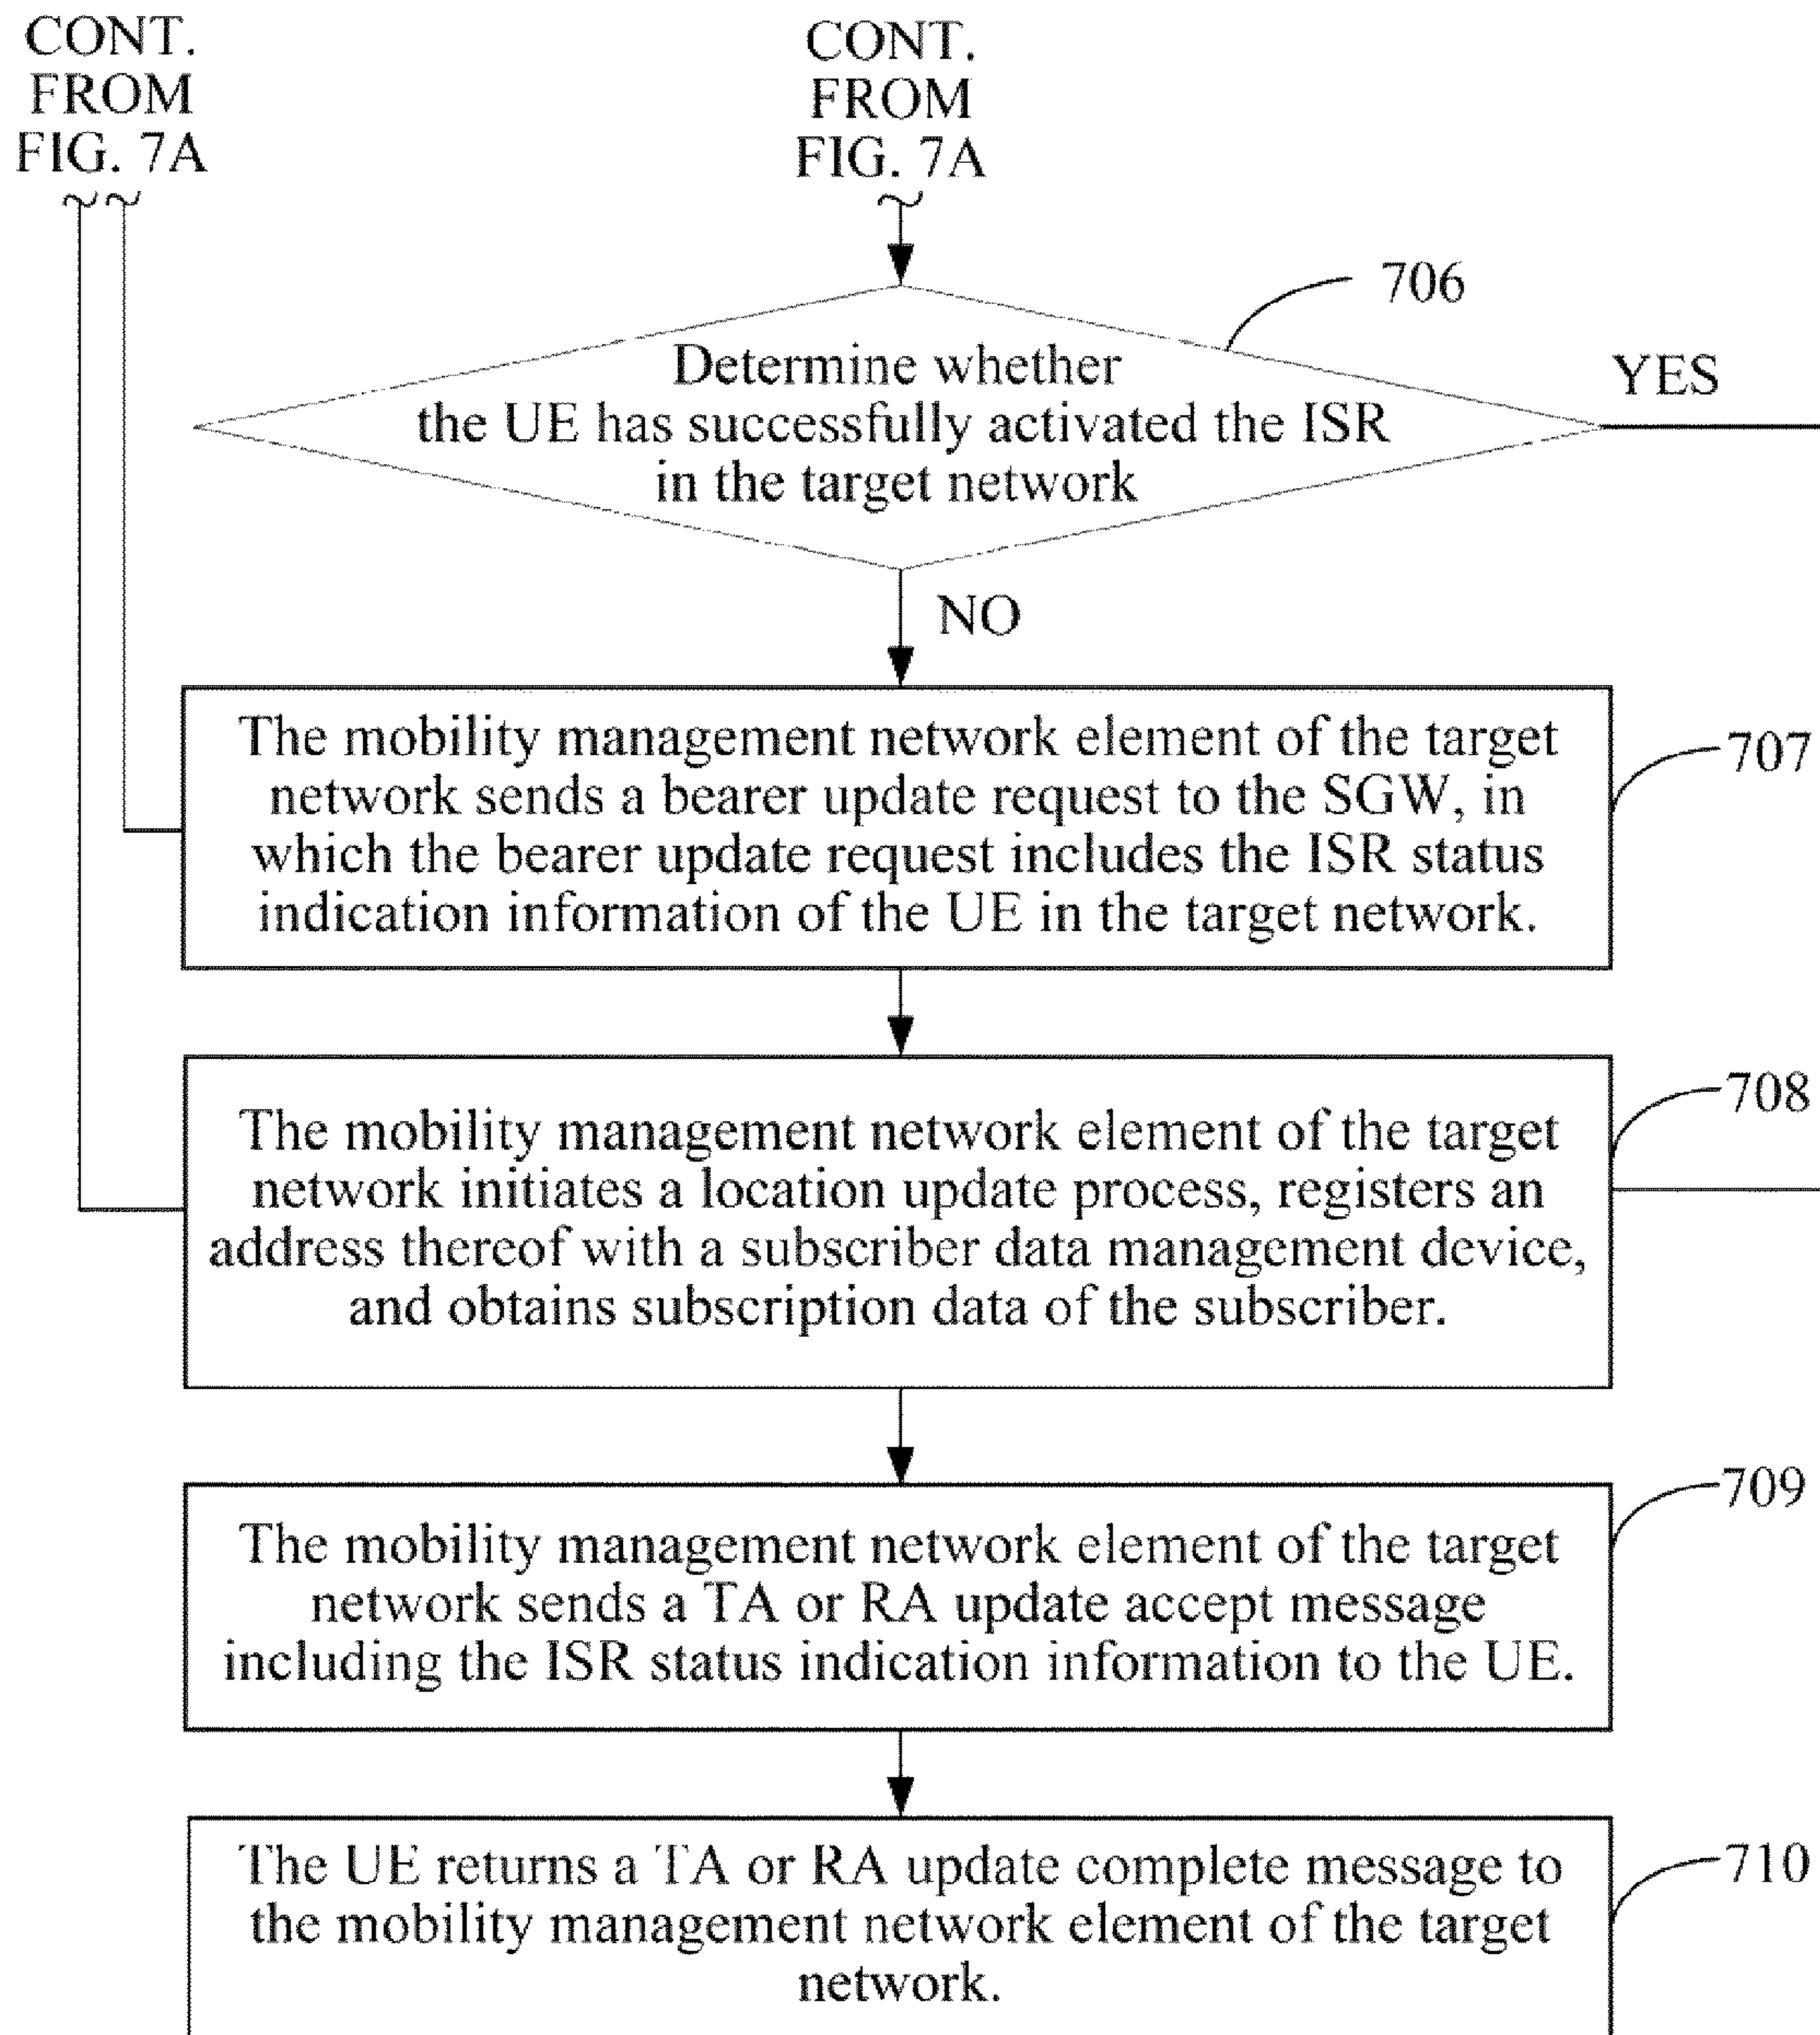 CONT.
FROM
FIG. 7A
CONT.
FROM
FIG. 7A
706
Determine whether
the UE has successfully activated the ISR
in the target network
YES
NO
The mobility management network element of the target
network sends a bearer update request to the SGW, in
which the bearer update request includes the ISR status
indication information of the UE in the target network.
707
The mobility management network element of the target
network initiates a location update process, registers an
address thereof with a subscriber data management device,
and obtains subscription data of the subscriber.
708
The mobility management network element of the target
network sends a TA or RA update accept message
including the ISR status indication information to the UE.
709
The UE returns a TA or RA update complete message to
the mobility management network element of the target
network.
710